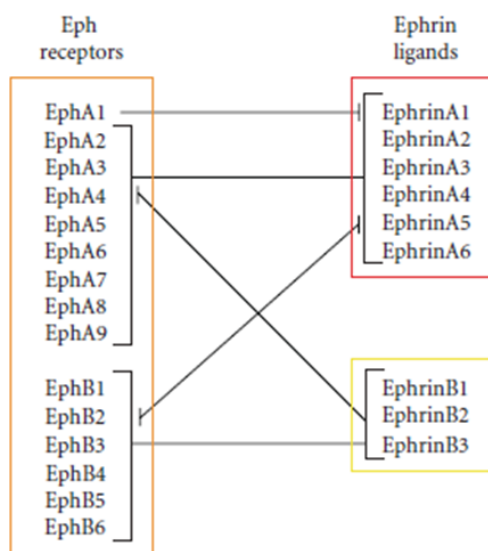 Eph
receptors
EphA1
EphA2
EphA3
EphA4
EphA5
EphA6
EphA7
EphA8
EphA9
EphB1
EphB2
EphB3
EphB4
EphB5
EphB6
Ephrin
ligands
EphrinA1
EphrinA2
EphrinA3
EphrinA4
EphrinA5
EphrinA6
EphrinB1
EphrinB2
EphrinB3